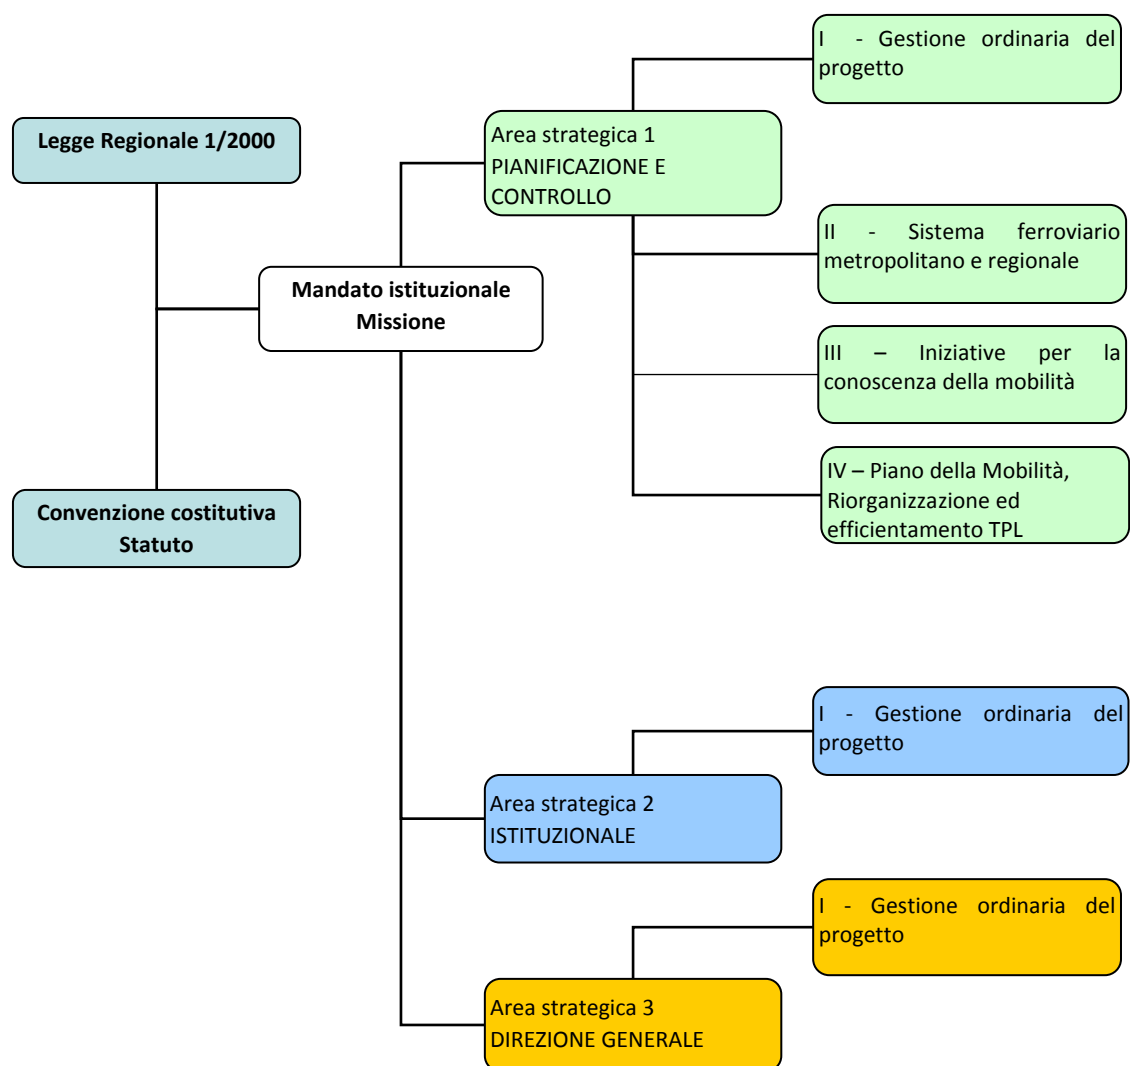 Legge Regionale 1/2000
Convenzione costitutiva
Statuto
Mandato istituzionale
Missione
Area strategica 1
PIANIFICAZIONE E
CONTROLLO
I - Gestione ordinaria del
progetto
II - Sistema ferroviario
metropolitano e regionale
III – Iniziative per la
conoscenza della mobilità
IV – Piano della Mobilità,
Riorganizzazione ed
efficientamento TPL
Area strategica 2
ISTITUZIONALE
I - Gestione ordinaria del
progetto
Area strategica 3
DIREZIONE GENERALE
I - Gestione ordinaria del
progetto